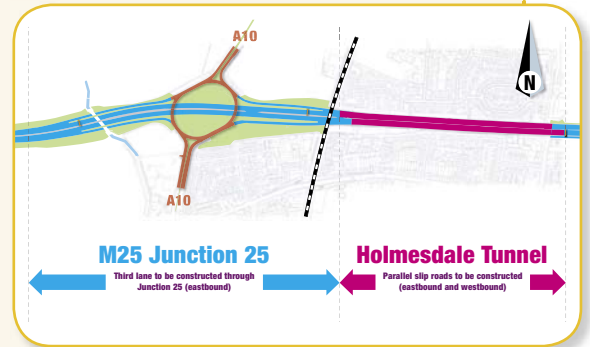 A10
N
A10
M25 Junction 25
Third lane to be constructed through
Junction 25 (eastbound)
Holmesdale Tunnel
Parallel slip roads to be constructed
(eastbound and westbound)